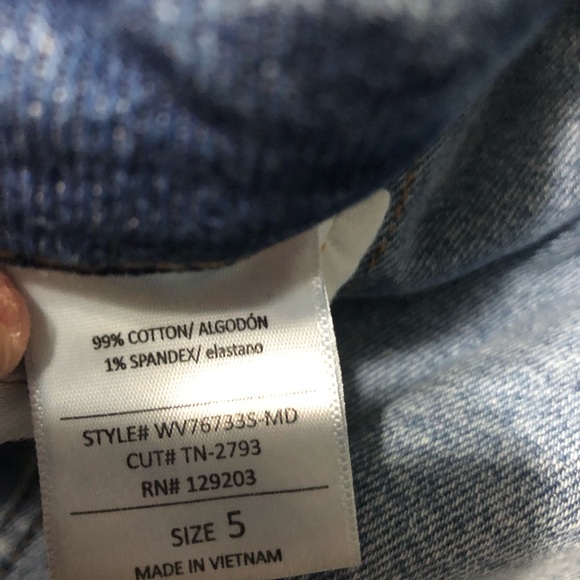 99% COTTON/ ALGODÓN
1% SPANDEX/ elastano
STYLE# WV76733S-MD
CUT# TN-2793
RN# 129203
SIZE 5
MADE IN VIETNAM